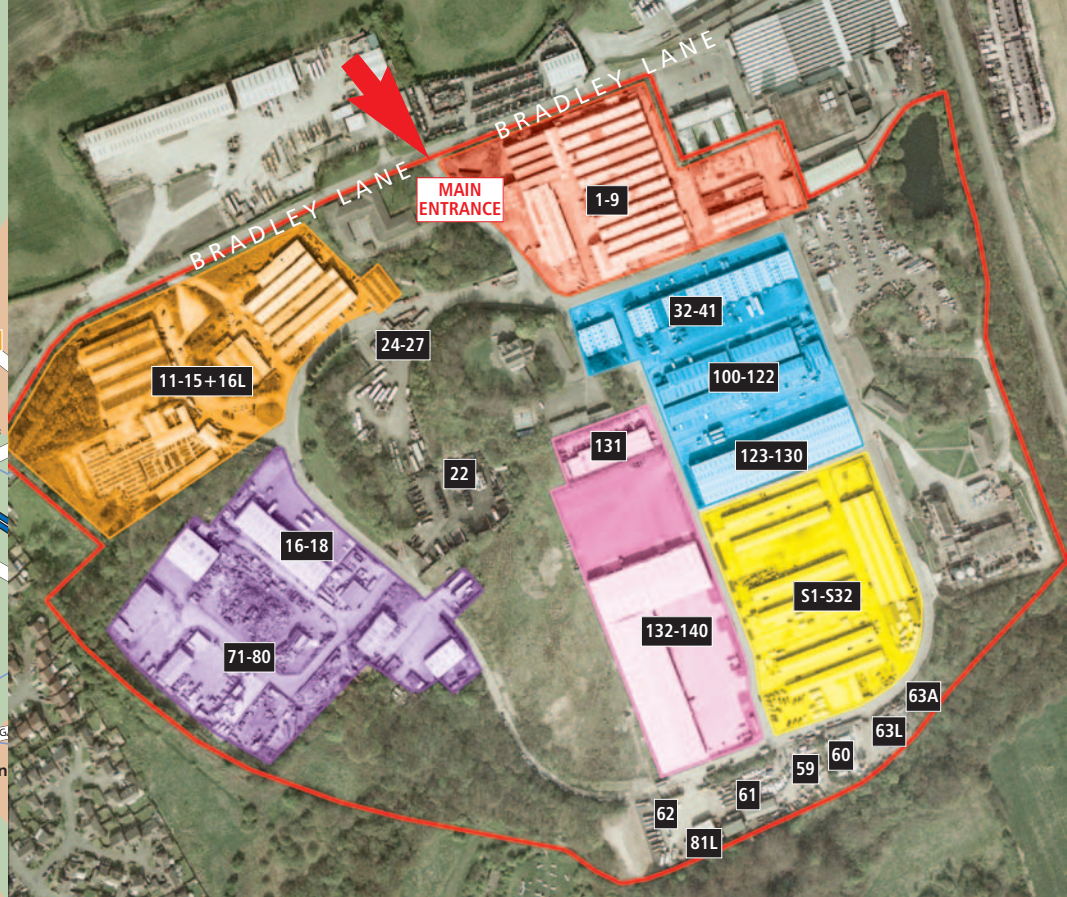 BRADLEY LANE
BRADLEY LANE
MAIN
ENTRANCE
1-9
32-41
24-27
11-15+16L
100-122
131
123-130
22
16-18
S1-S32
132-140
71-80
63A
63L
60
59
61
62
81L